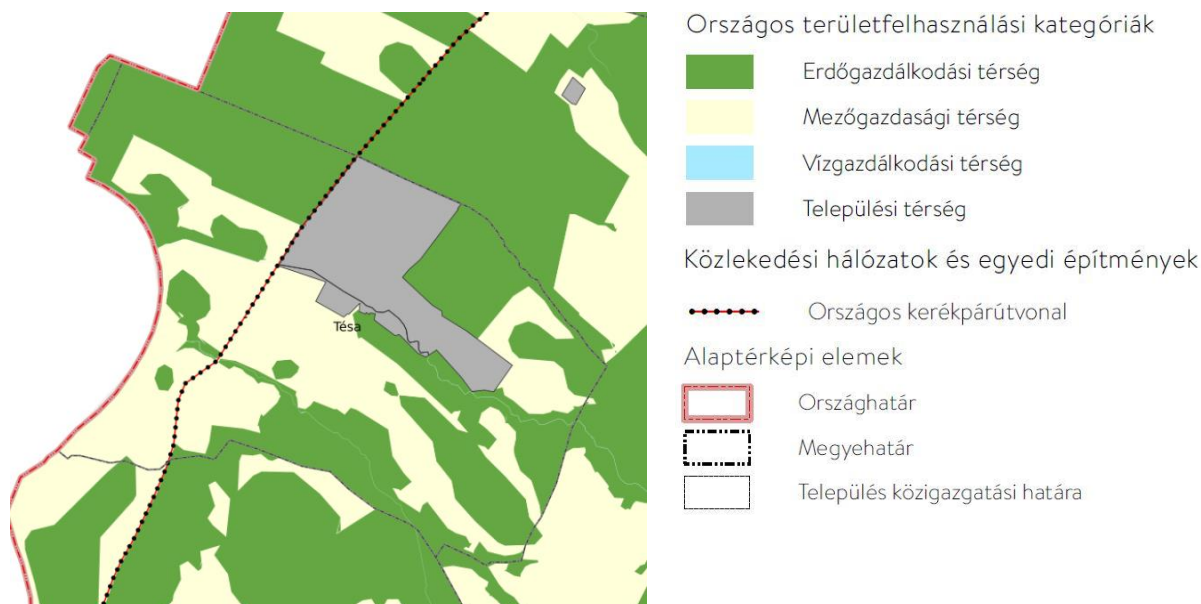 Tésa
Országos területfelhasználási kategóriák
Erdőgazdálkodási térség
Mezőgazdasági térség
Vízgazdálkodási térség
Települési térség
Közlekedési hálózatok és egyedi építmények
Országos kerékpárútvonal
Alaptérképi elemek
Országhatár
Megyehatár
Település közigazgatási határa